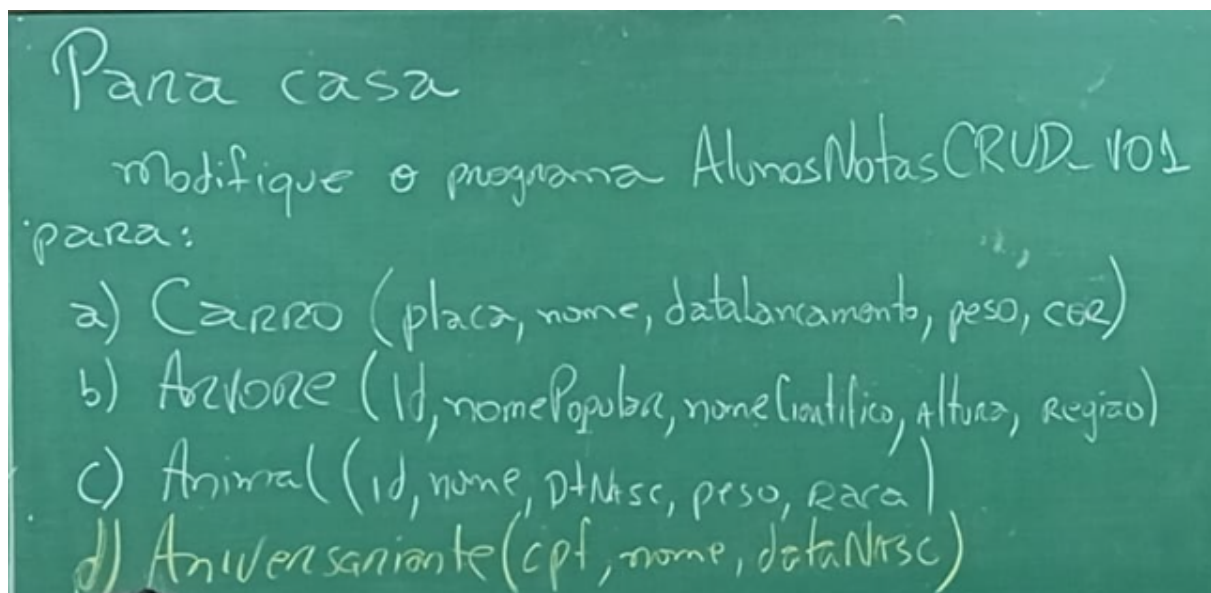 Para casa
modifique o programa AlunosNotasCRUD_V01
para:
a) Carro (placa, nome, dataLancamento, peso, cor)
b) Arvore (Id, nomePopular, nomeCientifico, Altura, Região)
c) Animal (id, nome, DtNasc, peso, Raca)
d) Aniversariante (cpf, nome, dataNasc)